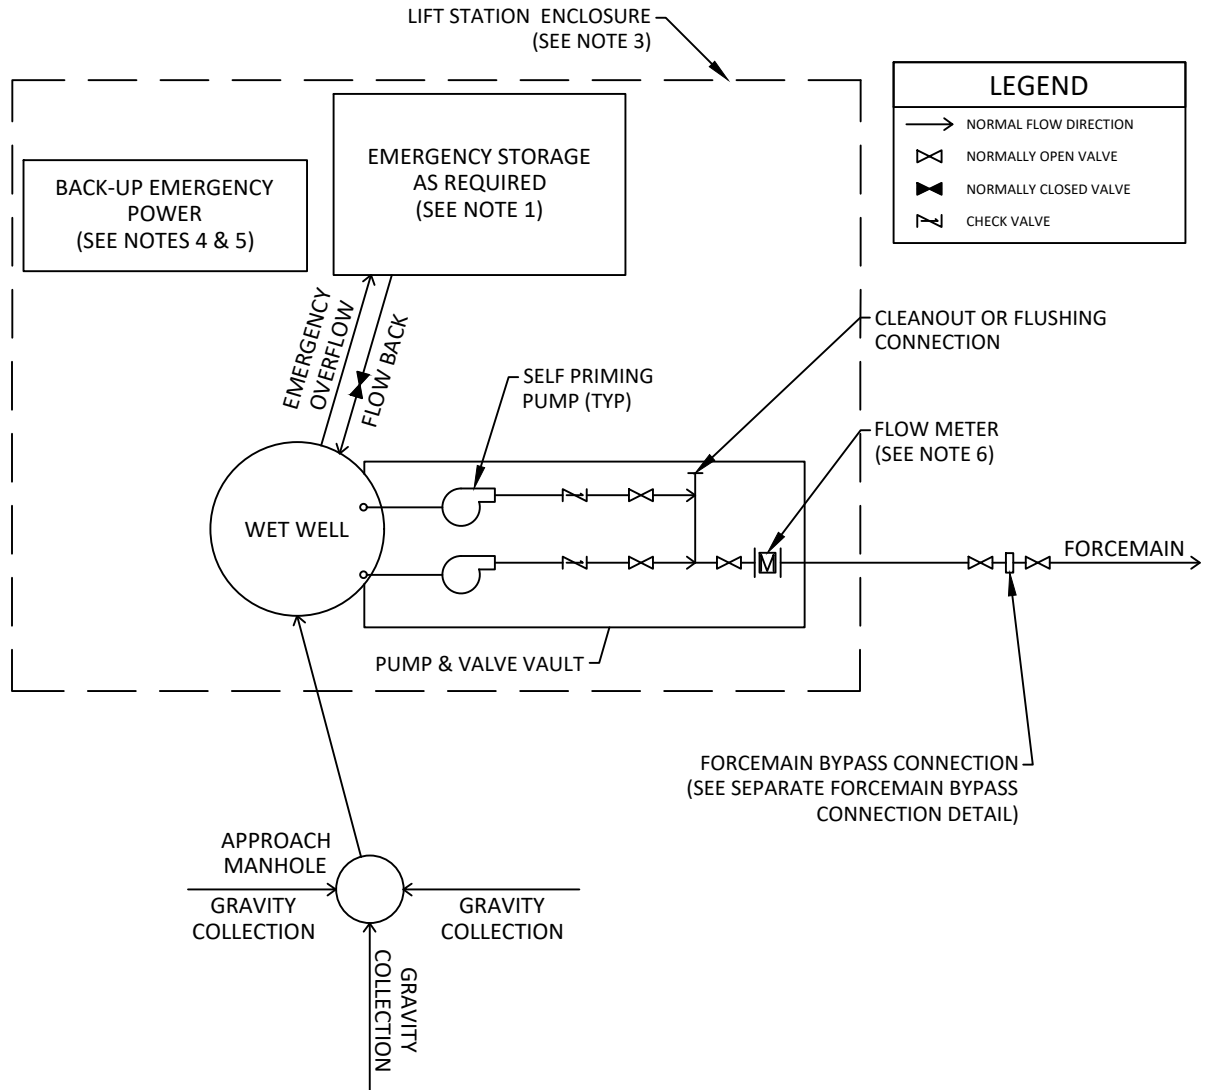 LIFT STATION ENCLOSURE
(SEE NOTE 3)
LEGEND
NORMAL FLOW DIRECTION
NORMALLY OPEN VALVE
NORMALLY CLOSED VALVE
CHECK VALVE
EMERGENCY STORAGE
AS REQUIRED
(SEE NOTE 1)
BACK-UP EMERGENCY
POWER
(SEE NOTES 4 & 5)
EMERGENCY
OVERFLOW
FLOW BACK
CLEANOUT OR FLUSHING
CONNECTION
SELF PRIMING
PUMP (TYP)
FLOW METER
(SEE NOTE 6)
WET WELL
FORCEMAIN
PUMP & VALVE VAULT
FORCEMAIN BYPASS CONNECTION
(SEE SEPARATE FORCEMAIN BYPASS
CONNECTION DETAIL)
APPROACH
MANHOLE
GRAVITY
COLLECTION
GRAVITY
COLLECTION
GRAVITY
COLLECTION